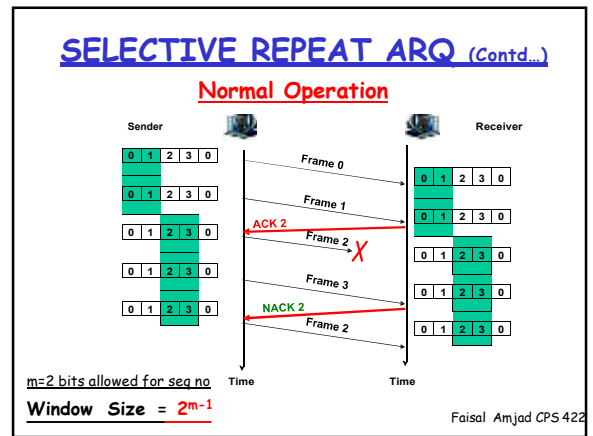 SELECTIVE REPEAT ARQ (Contd…)
Normal Operation
Sender
Receiver
0 1 2 3 0
Frame 0
0 1 2 3 0
0 1 2 3 0
Frame 1
0 1 2 3 0
ACK 2
0 1 2 3 0
Frame 2 X
0 1 2 3 0
0 1 2 3 0
Frame 3
0 1 2 3 0
0 1 2 3 0
NACK 2
Frame 2
0 1 2 3 0
m=2 bits allowed for seq no
Time
Time
Window Size = 2^{m-1}
Faisal Amjad CPS 422